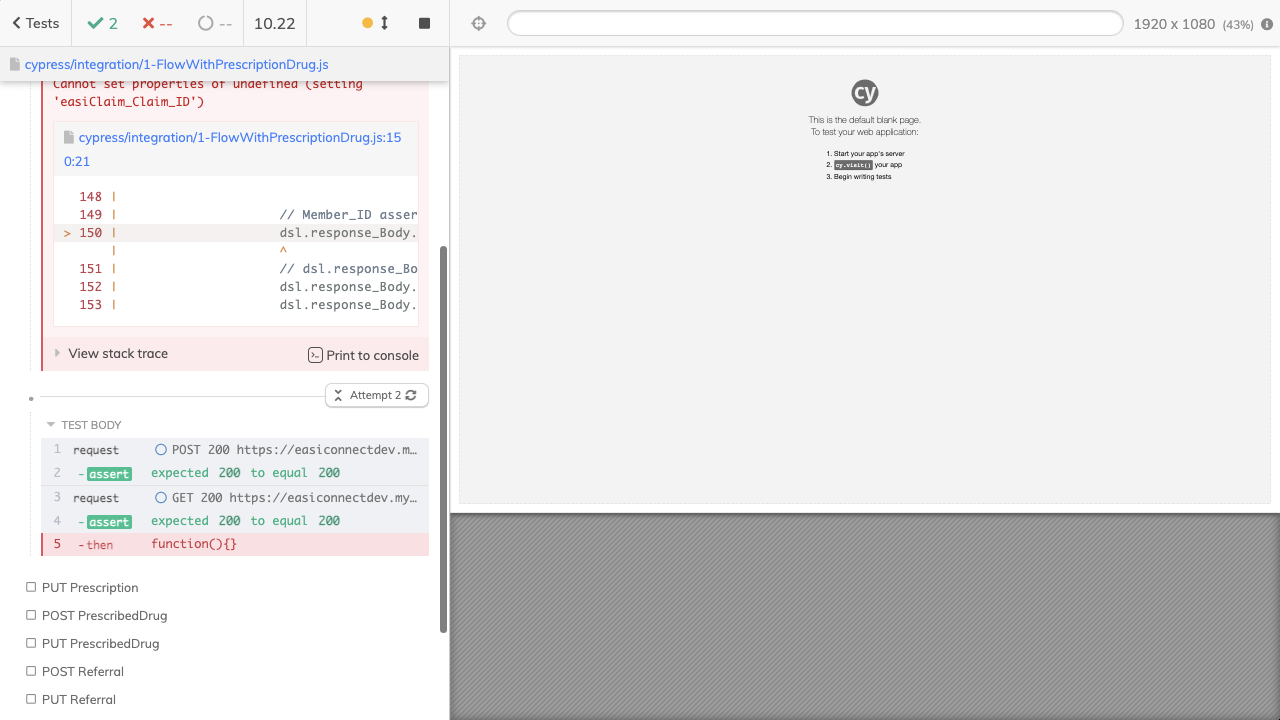 Tests
2
--
--
10.22
1920 x 1080 (43%)
cypress/integration/1-FlowWithPrescriptionDrug.js
Cannot set properties of undefined (setting
'easiClaim_Claim_ID')
cypress/integration/1-FlowWithPrescriptionDrug.js:15
0:21
148 |
149 | // Member_ID asser
> 150 | dsl.response_Body.
| ^
151 | // dsl.response_Bo
152 | dsl.response_Body.
153 | dsl.response_Body.
View stack trace
Print to console
Attempt 2
TEST BODY
1 request POST 200 https://easiconnectdev.m...
2 -assert expected 200 to equal 200
3 request GET 200 https://easiconnectdev.my...
4 -assert expected 200 to equal 200
5 -then function(){}
PUT Prescription
POST PrescribedDrug
PUT PrescribedDrug
POST Referral
PUT Referral
cy
This is the default blank page.
To test your web application:
1. Start your app's server
2. cy.visit() your app
3. Begin writing tests